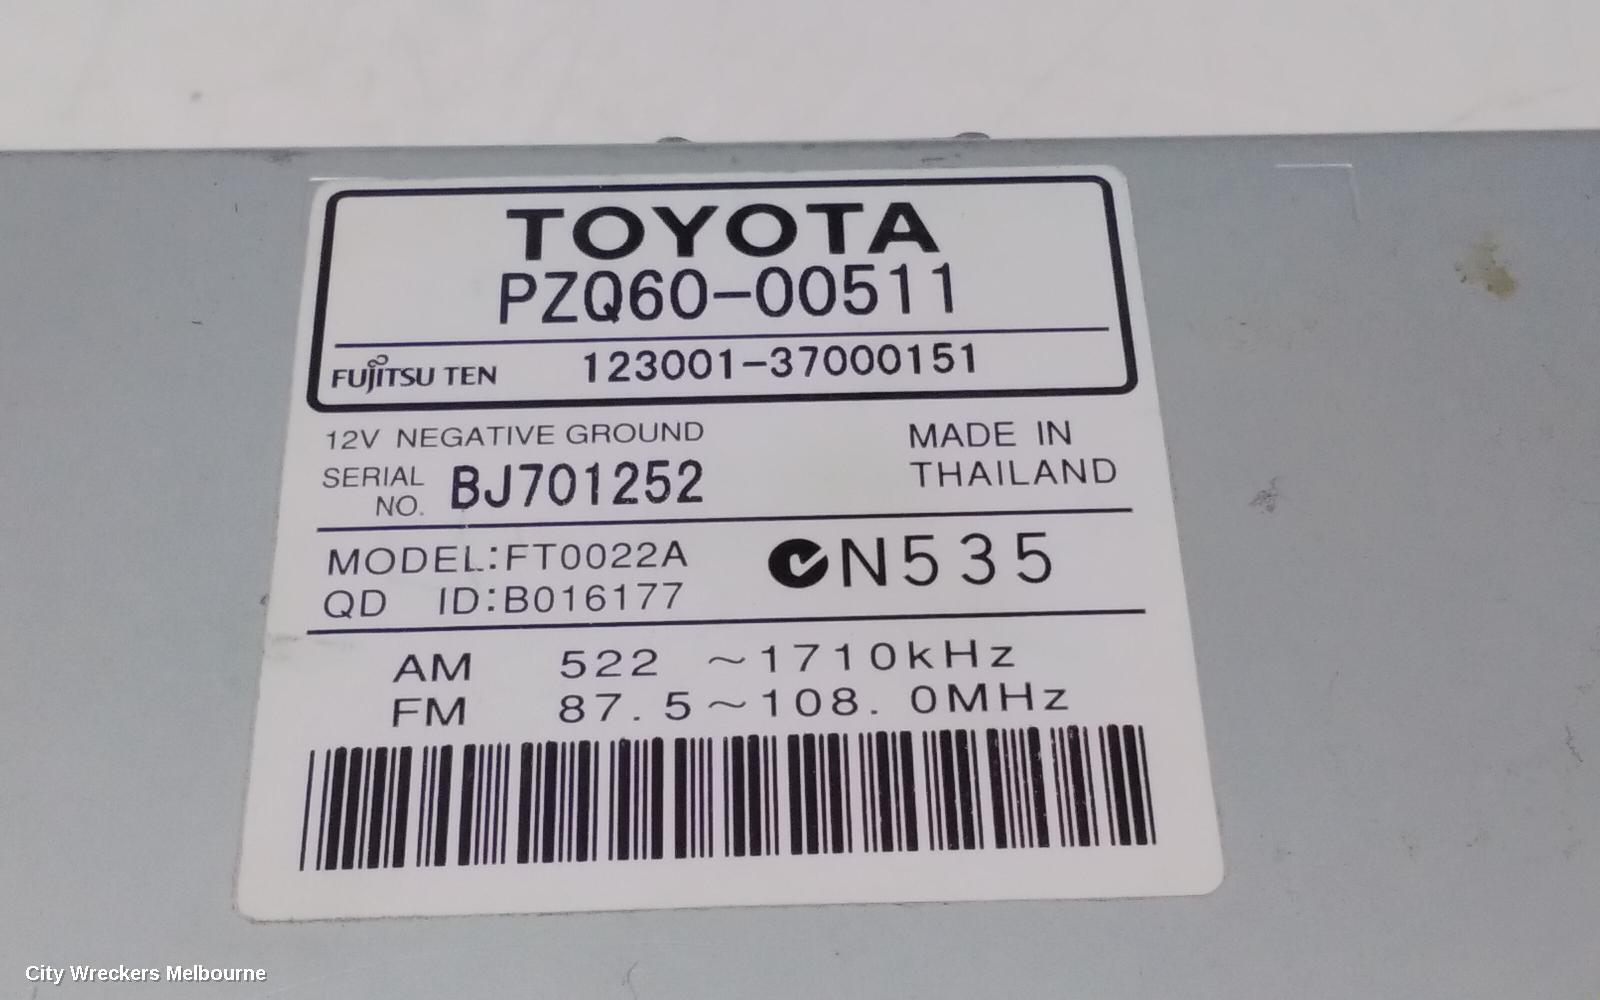 TOYOTA
PZQ60-00511
FUJITSU TEN 123001-37000151
12V NEGATIVE GROUND
MADE IN
THAILAND
SERIAL
NO. BJ701252
MODEL:FT0022A
QD ID:B016177
N535
AM 522 ~1710kHz
FM 87.5~108.0MHz
City Wreckers Melbourne